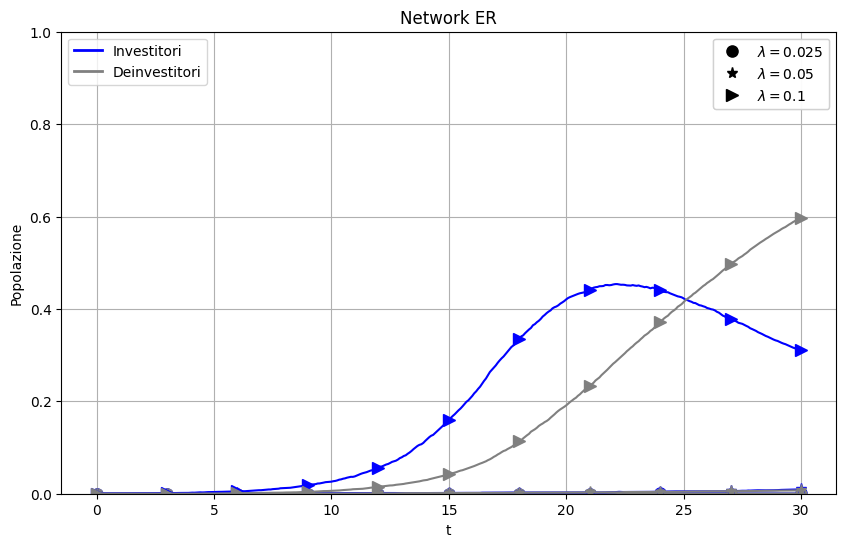 Network ER
Investitori
Deinvestitori
λ = 0.025
λ = 0.05
λ = 0.1
Popolazione
1.0
0.8
0.6
0.4
0.2
0.0
0 5 10 15 20 25 30
t